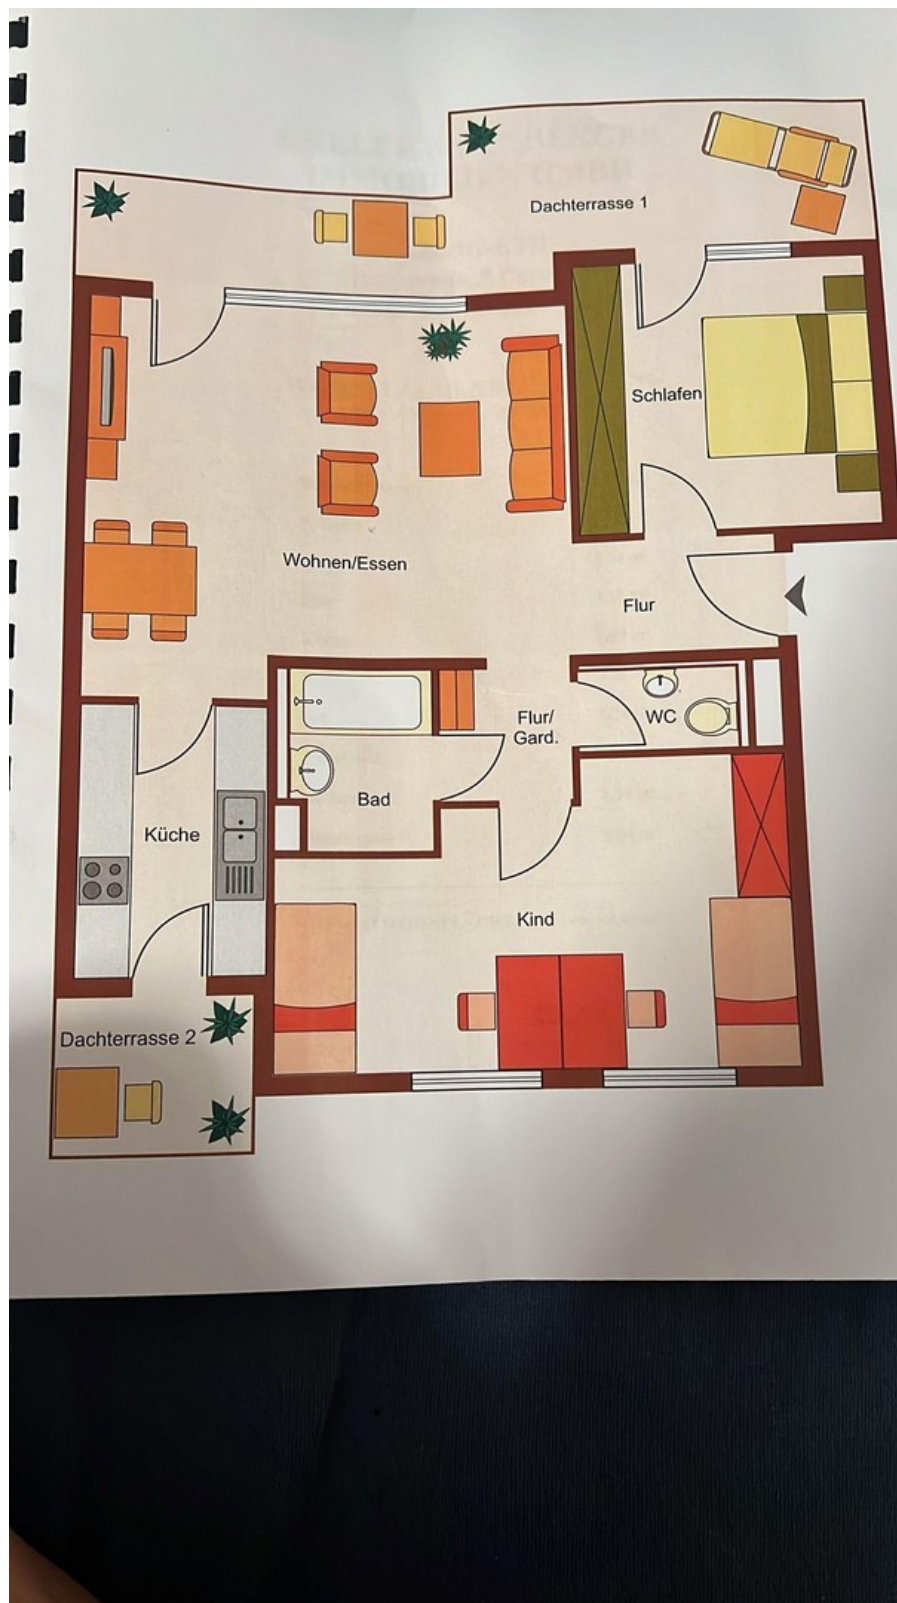 Dachterrasse 1
Schlafen
Wohnen/Essen
Flur
Flur/
Gard.
WC
Bad
Küche
Kind
Dachterrasse 2